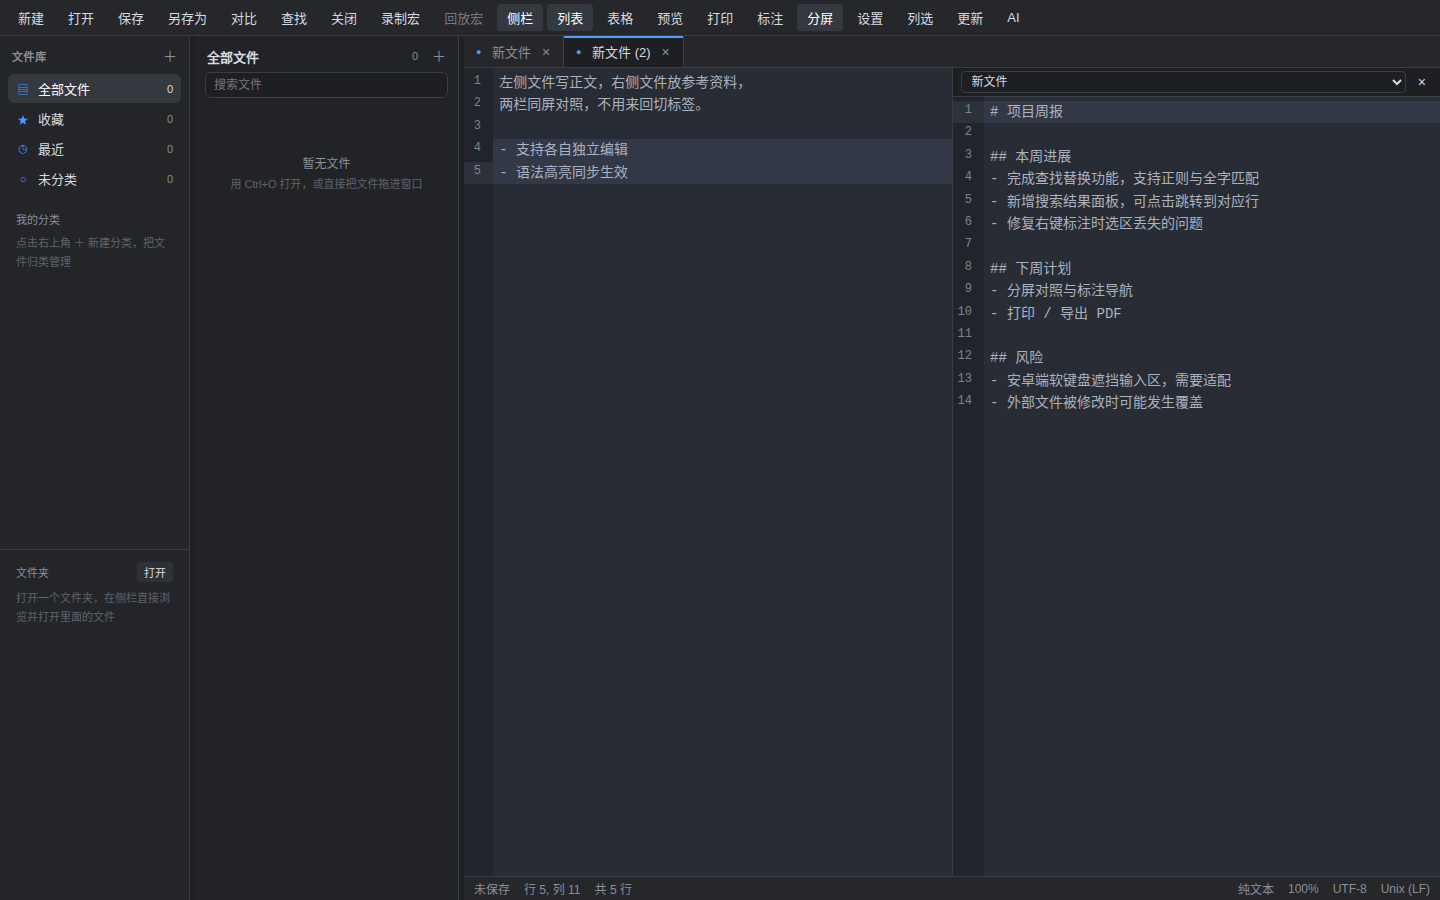 新建 打开 保存 另存为 对比 查找 关闭 录制宏 回放宏 侧栏 列表 表格 预览 打印 标注 分屏 设置 列选 更新 AI
文件库 +
全部文件 0
收藏 0
最近 0
未分类 0
我的分类
点击右上角 + 新建分类，把文
件归类管理
文件夹 打开
打开一个文件夹，在侧栏直接浏
览并打开里面的文件
全部文件 0 +
搜索文件
暂无文件
用 Ctrl+O 打开，或直接把文件拖进窗口
• 新文件 × • 新文件 (2) ×
1 左侧文件写正文，右侧文件放参考资料，
2 两栏同屏对照，不用来回切标签。
3
4 - 支持各自独立编辑
5 - 语法高亮同步生效
新文件 ×
1 # 项目周报
2
3 ## 本周进展
4 - 完成查找替换功能，支持正则与全字匹配
5 - 新增搜索结果面板，可点击跳转到对应行
6 - 修复右键标注时选区丢失的问题
7
8 ## 下周计划
9 - 分屏对照与标注导航
10 - 打印 / 导出 PDF
11
12 ## 风险
13 - 安卓端软键盘遮挡输入区，需要适配
14 - 外部文件被修改时可能发生覆盖
未保存 行 5, 列 11 共 5 行 纯文本 100% UTF-8 Unix (LF)